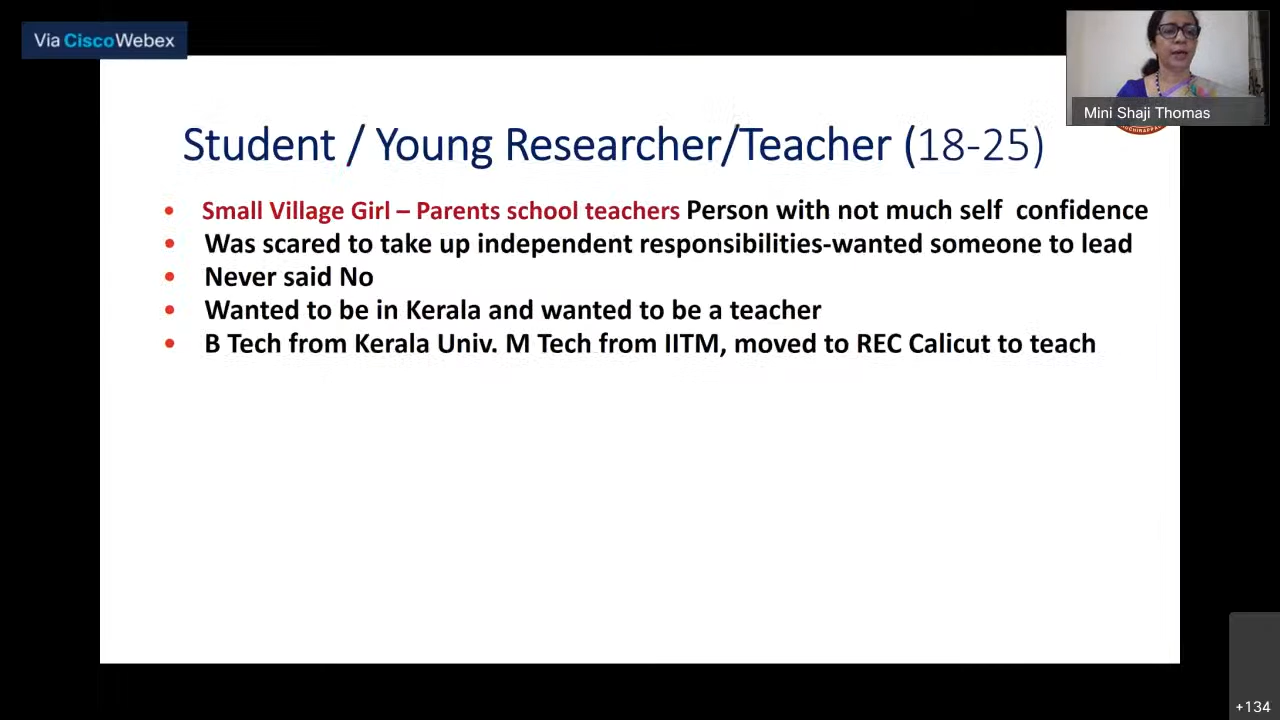 Via CiscoWebex
Mini Shaji Thomas
Student / Young Researcher/Teacher (18-25)
• Small Village Girl – Parents school teachers Person with not much self confidence
• Was scared to take up independent responsibilities-wanted someone to lead
• Never said No
• Wanted to be in Kerala and wanted to be a teacher
• B Tech from Kerala Univ. M Tech from IITM, moved to REC Calicut to teach
+134